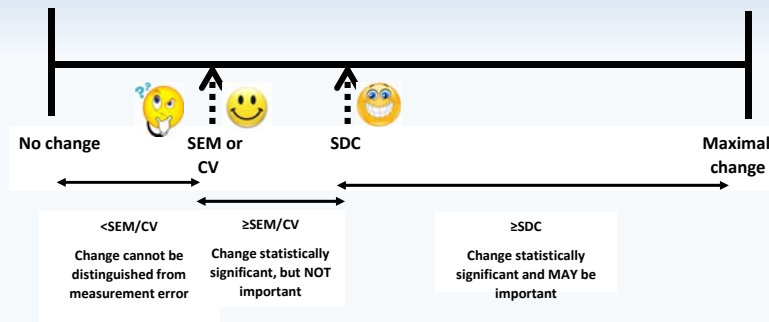 ??
No change
SEM or
CV
SDC
Maximal
change
<SEM/CV
Change cannot be
distinguished from
measurement error
≥SEM/CV
Change statistically
significant, but NOT
important
≥SDC
Change statistically
significant and MAY be
important